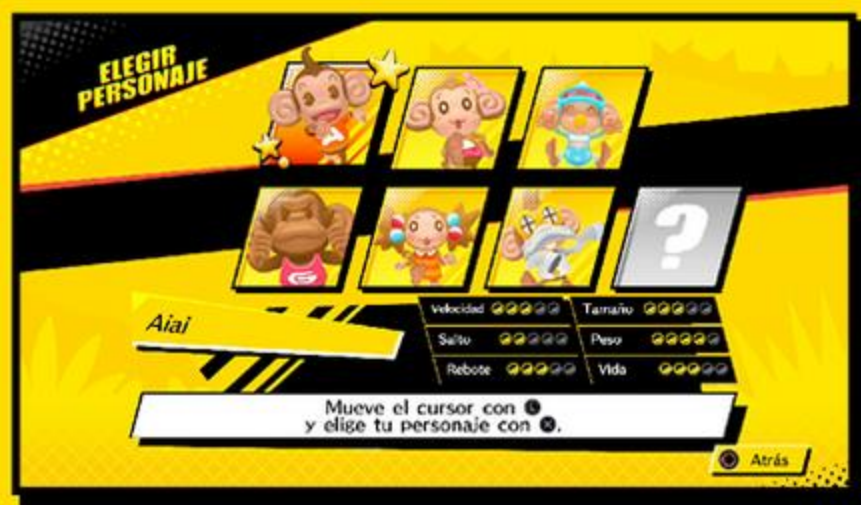 ELEGIR
PERSONAJE
?
G
Aiai
Velocidad
Tamaño
Salto
Peso
Rebote
Vida
Mueve el cursor con L
y elige tu personaje con X.
Atrás